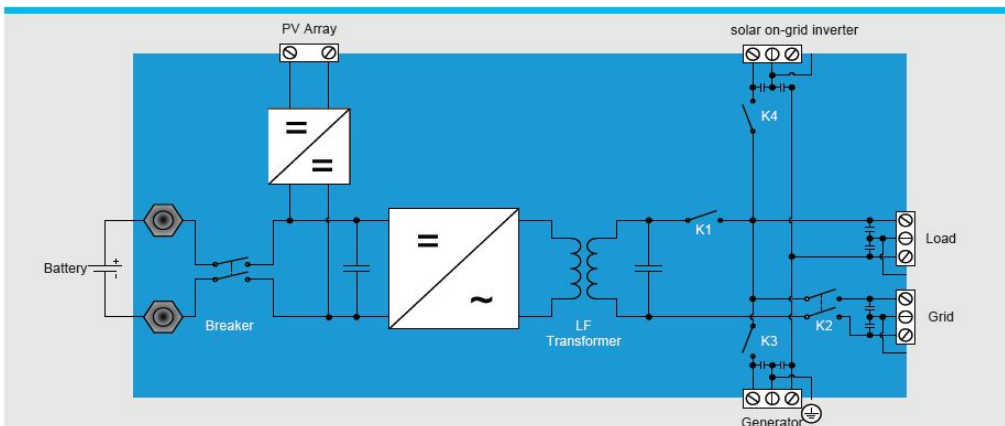 PV Array
solar on-grid inverter
K4
K1
Load
Battery
+
-
Breaker
LF
Transformer
K2
Grid
K3
Generator